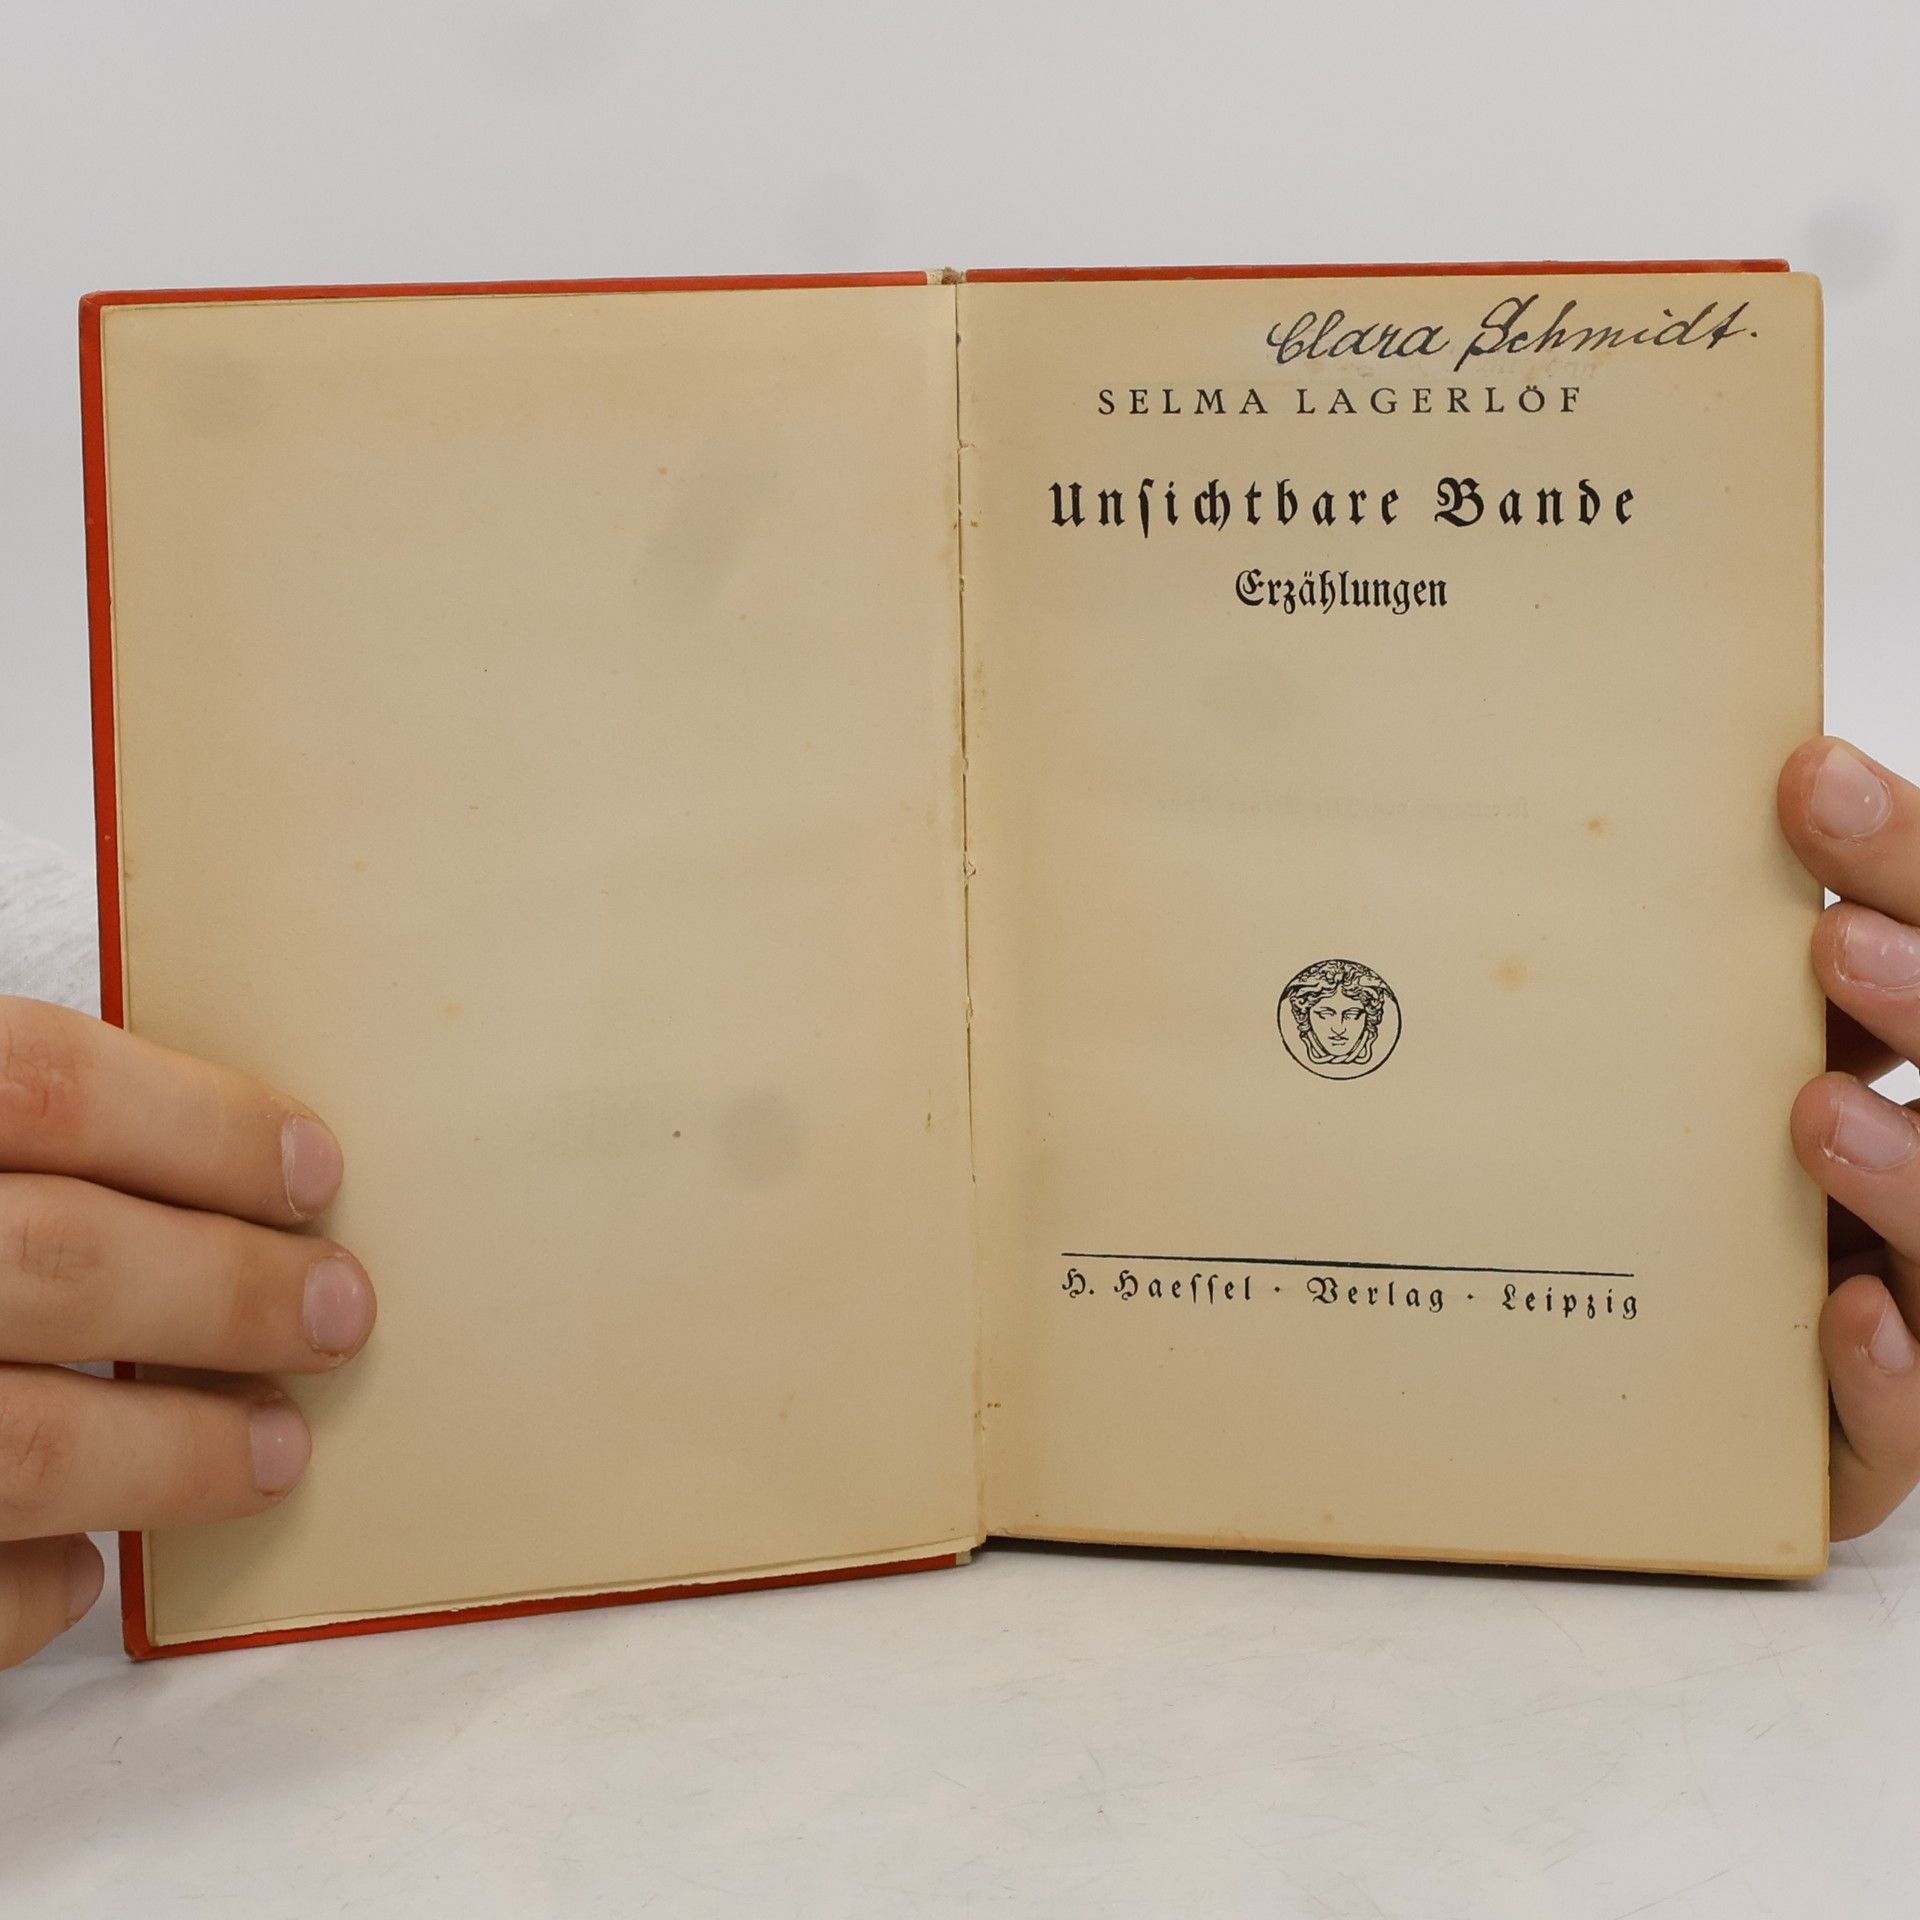 Clara Schmidt.
SELMA LAGERLÖF
Unſichtbare Bande
Erzählungen
H. Haeſſel · Verlag · Leipzig